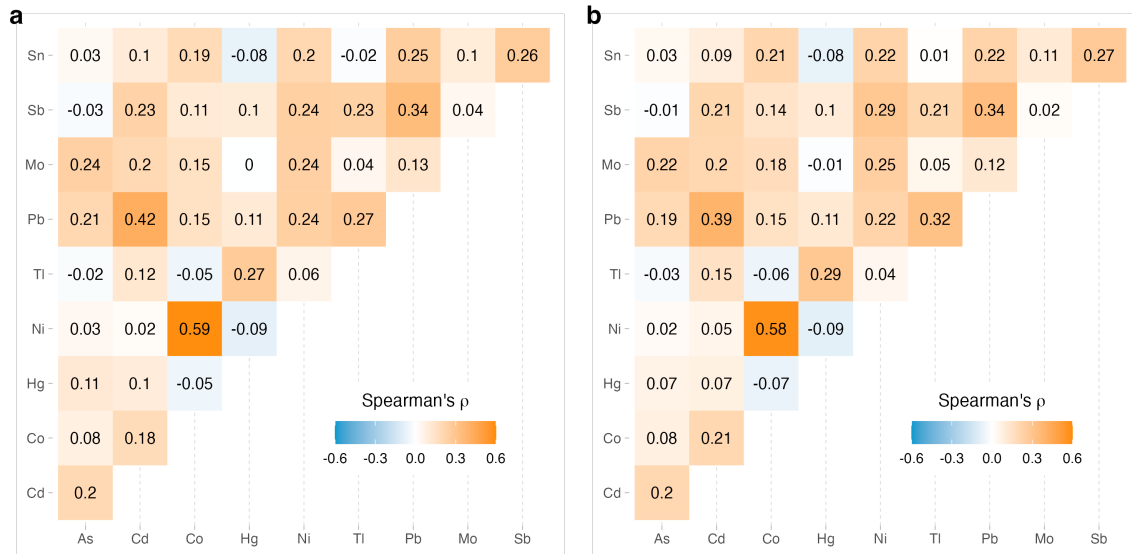 a
Sn 0.03 0.1 0.19 -0.08 0.2 -0.02 0.25 0.1 0.26
Sb -0.03 0.23 0.11 0.1 0.24 0.23 0.34 0.04
Mo 0.24 0.2 0.15 0 0.24 0.04 0.13
Pb 0.21 0.42 0.15 0.11 0.24 0.27
Tl -0.02 0.12 -0.05 0.27 0.06
Ni 0.03 0.02 0.59 -0.09
Hg 0.11 0.1 -0.05
Co 0.08 0.18
Cd 0.2
As Cd Co Hg Ni Tl Pb Mo Sb
Spearman's ρ
-0.6 -0.3 0.0 0.3 0.6
b
Sn 0.03 0.09 0.21 -0.08 0.22 0.01 0.22 0.11 0.27
Sb -0.01 0.21 0.14 0.1 0.29 0.21 0.34 0.02
Mo 0.22 0.2 0.18 -0.01 0.25 0.05 0.12
Pb 0.19 0.39 0.15 0.11 0.22 0.32
Tl -0.03 0.15 -0.06 0.29 0.04
Ni 0.02 0.05 0.58 -0.09
Hg 0.07 0.07 -0.07
Co 0.08 0.21
Cd 0.2
As Cd Co Hg Ni Tl Pb Mo Sb
Spearman's ρ
-0.6 -0.3 0.0 0.3 0.6